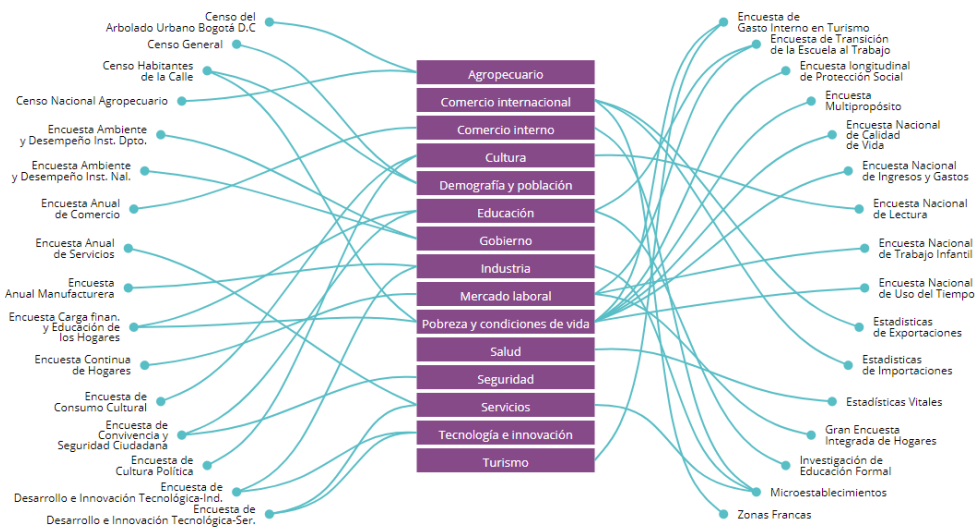 Censo del
Arbolado Urbano Bogotá D.C
Censo General
Censo Habitantes
de la Calle
Censo Nacional Agropecuario
Encuesta Ambiente
y Desempeño Inst. Dpto.
Encuesta Ambiente
y Desempeño Inst. Nal.
Encuesta Anual
de Comercio
Encuesta Anual
de Servicios
Encuesta
Anual Manufacturera
Encuesta Carga finan.
y Educación de
los Hogares
Encuesta Continua
de Hogares
Encuesta de
Consumo Cultural
Encuesta de
Convivencia y
Seguridad Ciudadana
Encuesta de
Cultura Política
Encuesta de
Desarrollo e Innovación Tecnológica-Ind.
Encuesta de
Desarrollo e Innovación Tecnológica-Ser.
Agropecuario
Comercio internacional
Comercio interno
Cultura
Demografía y población
Educación
Gobierno
Industria
Mercado laboral
Pobreza y condiciones de vida
Salud
Seguridad
Servicios
Tecnología e innovación
Turismo
Encuesta de
Gasto Interno en Turismo
Encuesta de Transición
de la Escuela al Trabajo
Encuesta longitudinal
de Protección Social
Encuesta
Multipropósito
Encuesta Nacional
de Calidad
de Vida
Encuesta Nacional
de Ingresos y Gastos
Encuesta Nacional
de Lectura
Encuesta Nacional
de Trabajo Infantil
Encuesta Nacional
de Uso del Tiempo
Estadísticas
de Exportaciones
Estadisticas
de Importaciones
Estadísticas Vitales
Gran Encuesta
Integrada de Hogares
Investigación de
Educación Formal
Microestablecimientos
Zonas Francas